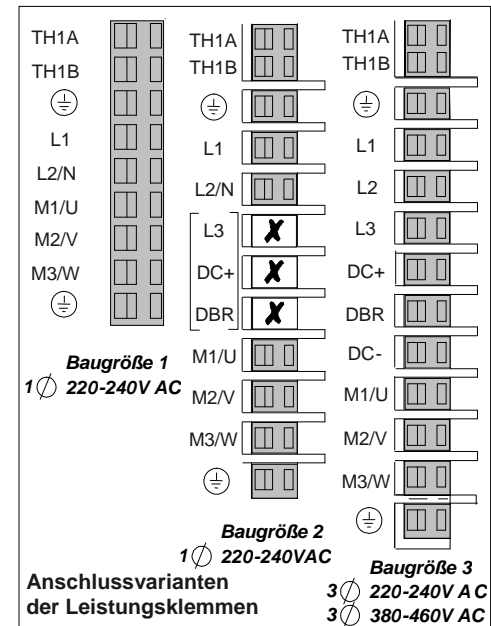 TH1A
TH1B
L1
L2/N
M1/U
M2/V
M3/W
Baugröße 1
1∅ 220-240V AC
TH1A
TH1B
L1
L2/N
L3
DC+
DBR
M1/U
M2/V
M3/W
Baugröße 2
1∅ 220-240VAC
TH1A
TH1B
L1
L2
L3
DC+
DBR
DC-
M1/U
M2/V
M3/W
Baugröße 3
3∅ 220-240V AC
3∅ 380-460V AC
Anschlussvarianten
der Leistungsklemmen